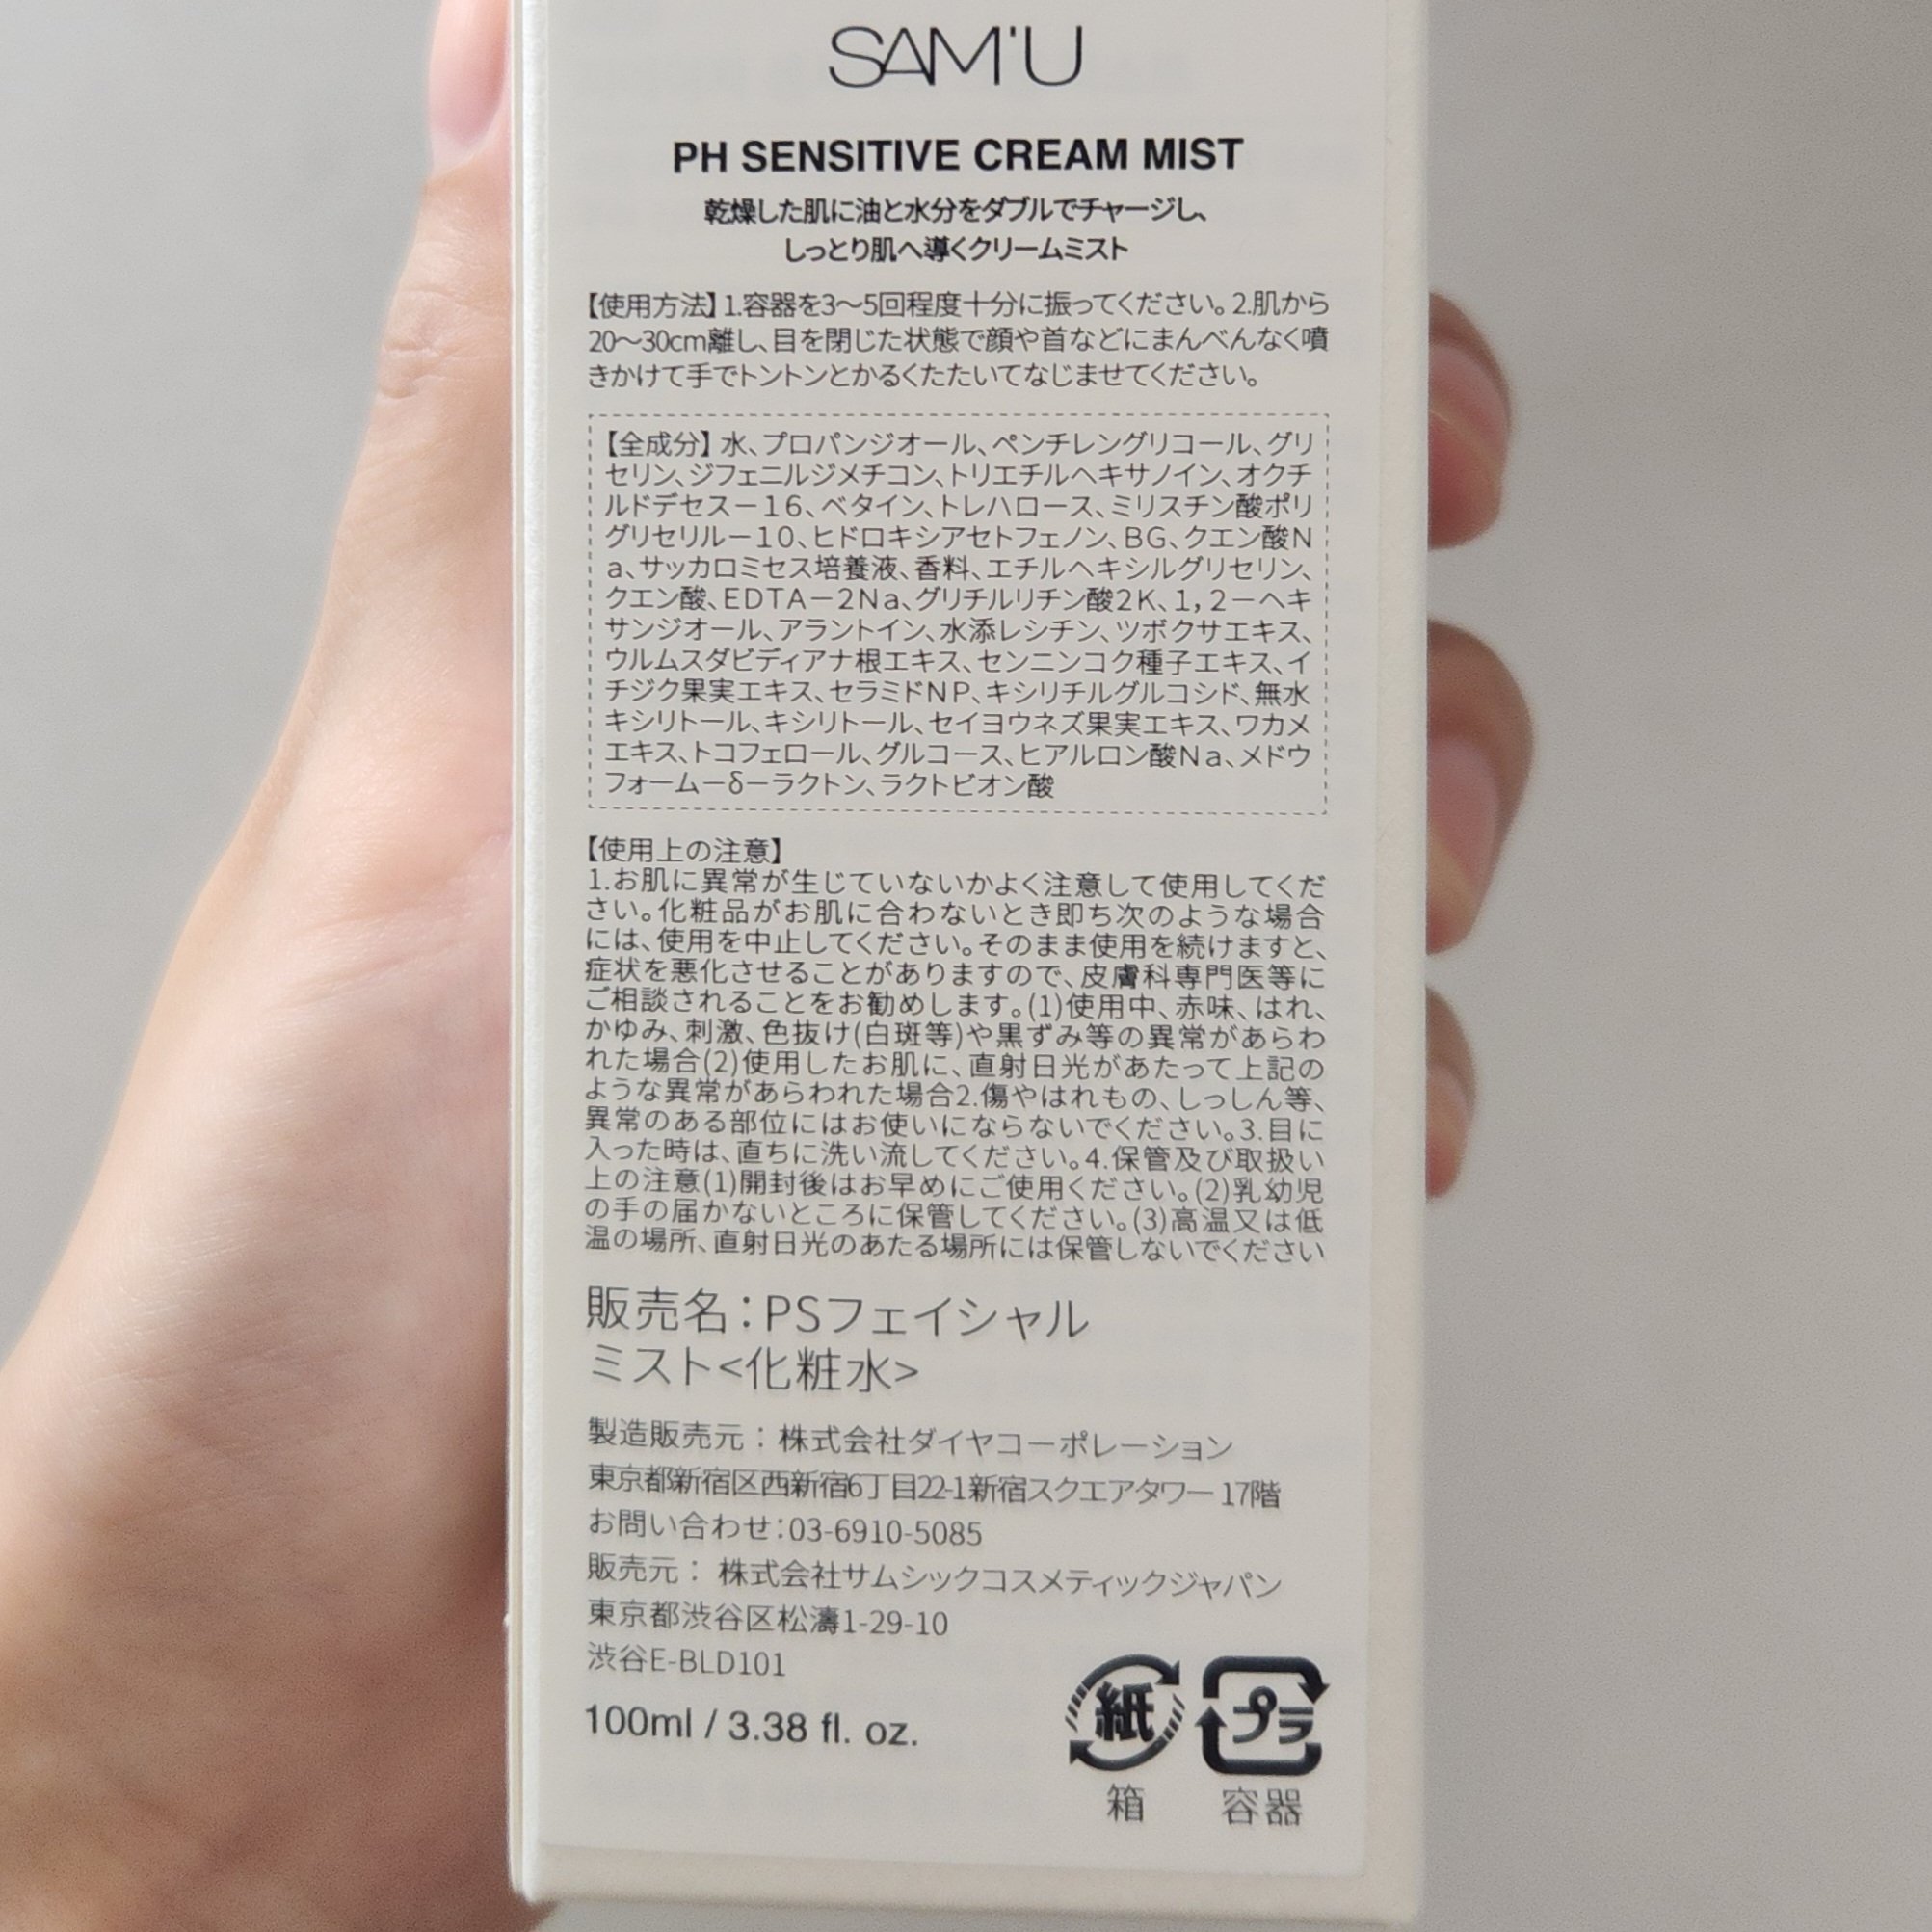 SAM'U
PH SENSITIVE CREAM MIST
乾燥した肌に油と水分をダブルでチャージし、
しっとり肌へ導くクリームミスト
【使用方法】1.容器を3〜5回程度十分に振ってください。2.肌から
20〜30cm離し、目を閉じた状態で顔や首などにまんべんなく噴
きかけて手でトントンとかるくたたいてなじませてください。
【全成分】水、プロパンジオール、ペンチレングリコール、グリ
セリン、ジフェニルジメチコン、トリエチルヘキサノイン、オクチ
ルドデセスー16、ベタイン、トレハロース、ミリスチン酸ポリ
グリセリルー10、ヒドロキシアセトフェノン、BG、クエン酸N
a、サッカロミセス培養液、香料、エチルヘキシルグリセリン、
クエン酸、EDTAー2Na、グリチルリチン酸2K、1,2ーヘキ
サンジオール、アラントイン、水添レシチン、ツボクサエキス、
ウルムスダビディアナ根エキス、センニンコク種子エキス、イ
チジク果実エキス、セラミドNP、キシリチルグルコシド、無水
キシリトール、キシリトール、セイヨウネズ果実エキス、ワカメ
エキス、トコフェロール、グルコース、ヒアルロン酸Na、メドウ
フォームーδーラクトン、ラクトビオン酸
【使用上の注意】
1.お肌に異常が生じていないかよく注意して使用してくだ
さい。化粧品がお肌に合わないとき即ち次のような場合
には、使用を中止してください。そのまま使用を続けますと、
症状を悪化させることがありますので、皮膚科専門医等に
ご相談されることをお勧めします。(1)使用中、赤味、はれ、
かゆみ、刺激、色抜け(白斑等)や黒ずみ等の異常があらわ
れた場合(2)使用したお肌に、直射日光があたって上記の
ような異常があらわれた場合2.傷やはれもの、しっしん等、
異常のある部位にはお使いにならないでください。3.目に
入った時は、直ちに洗い流してください。4.保管及び取扱い
上の注意(1)開封後はお早めにご使用ください。(2)乳幼児
の手の届かないところに保管してください。(3)高温又は低
温の場所、直射日光のあたる場所には保管しないでください
販売名：PSフェイシャル
ミスト<化粧水>
製造販売元：株式会社ダイヤコーポレーション
東京都新宿区西新宿6丁目22-1新宿スクエアタワー 17階
お問い合わせ：03-6910-5085
販売元： 株式会社サムシックコスメティックジャパン
東京都渋谷区松濤1-29-10
渋谷E-BLD101
100ml / 3.38 fl. oz.
紙 プラ
箱 容器